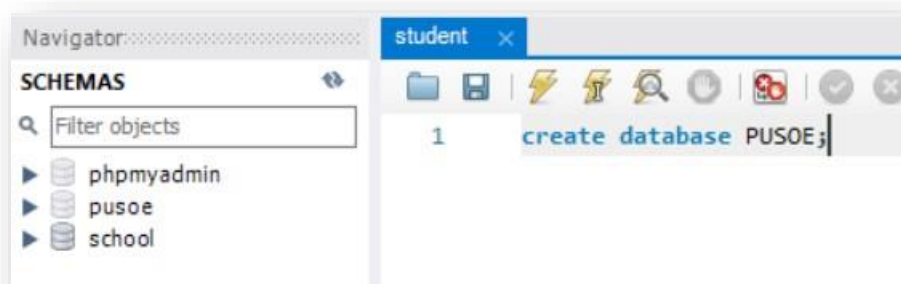 Navigator
SCHEMAS
Filter objects
phpmyadmin
pusoe
school
student
1 create database PUSOE;